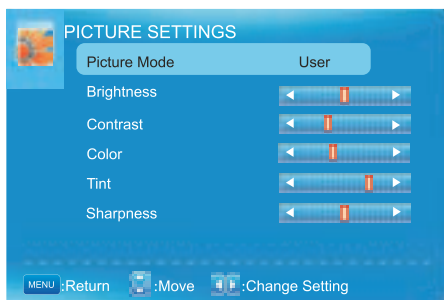 PICTURE SETTINGS
Picture Mode User
Brightness
Contrast
Color
Tint
Sharpness
MENU :Return :Move :Change Setting